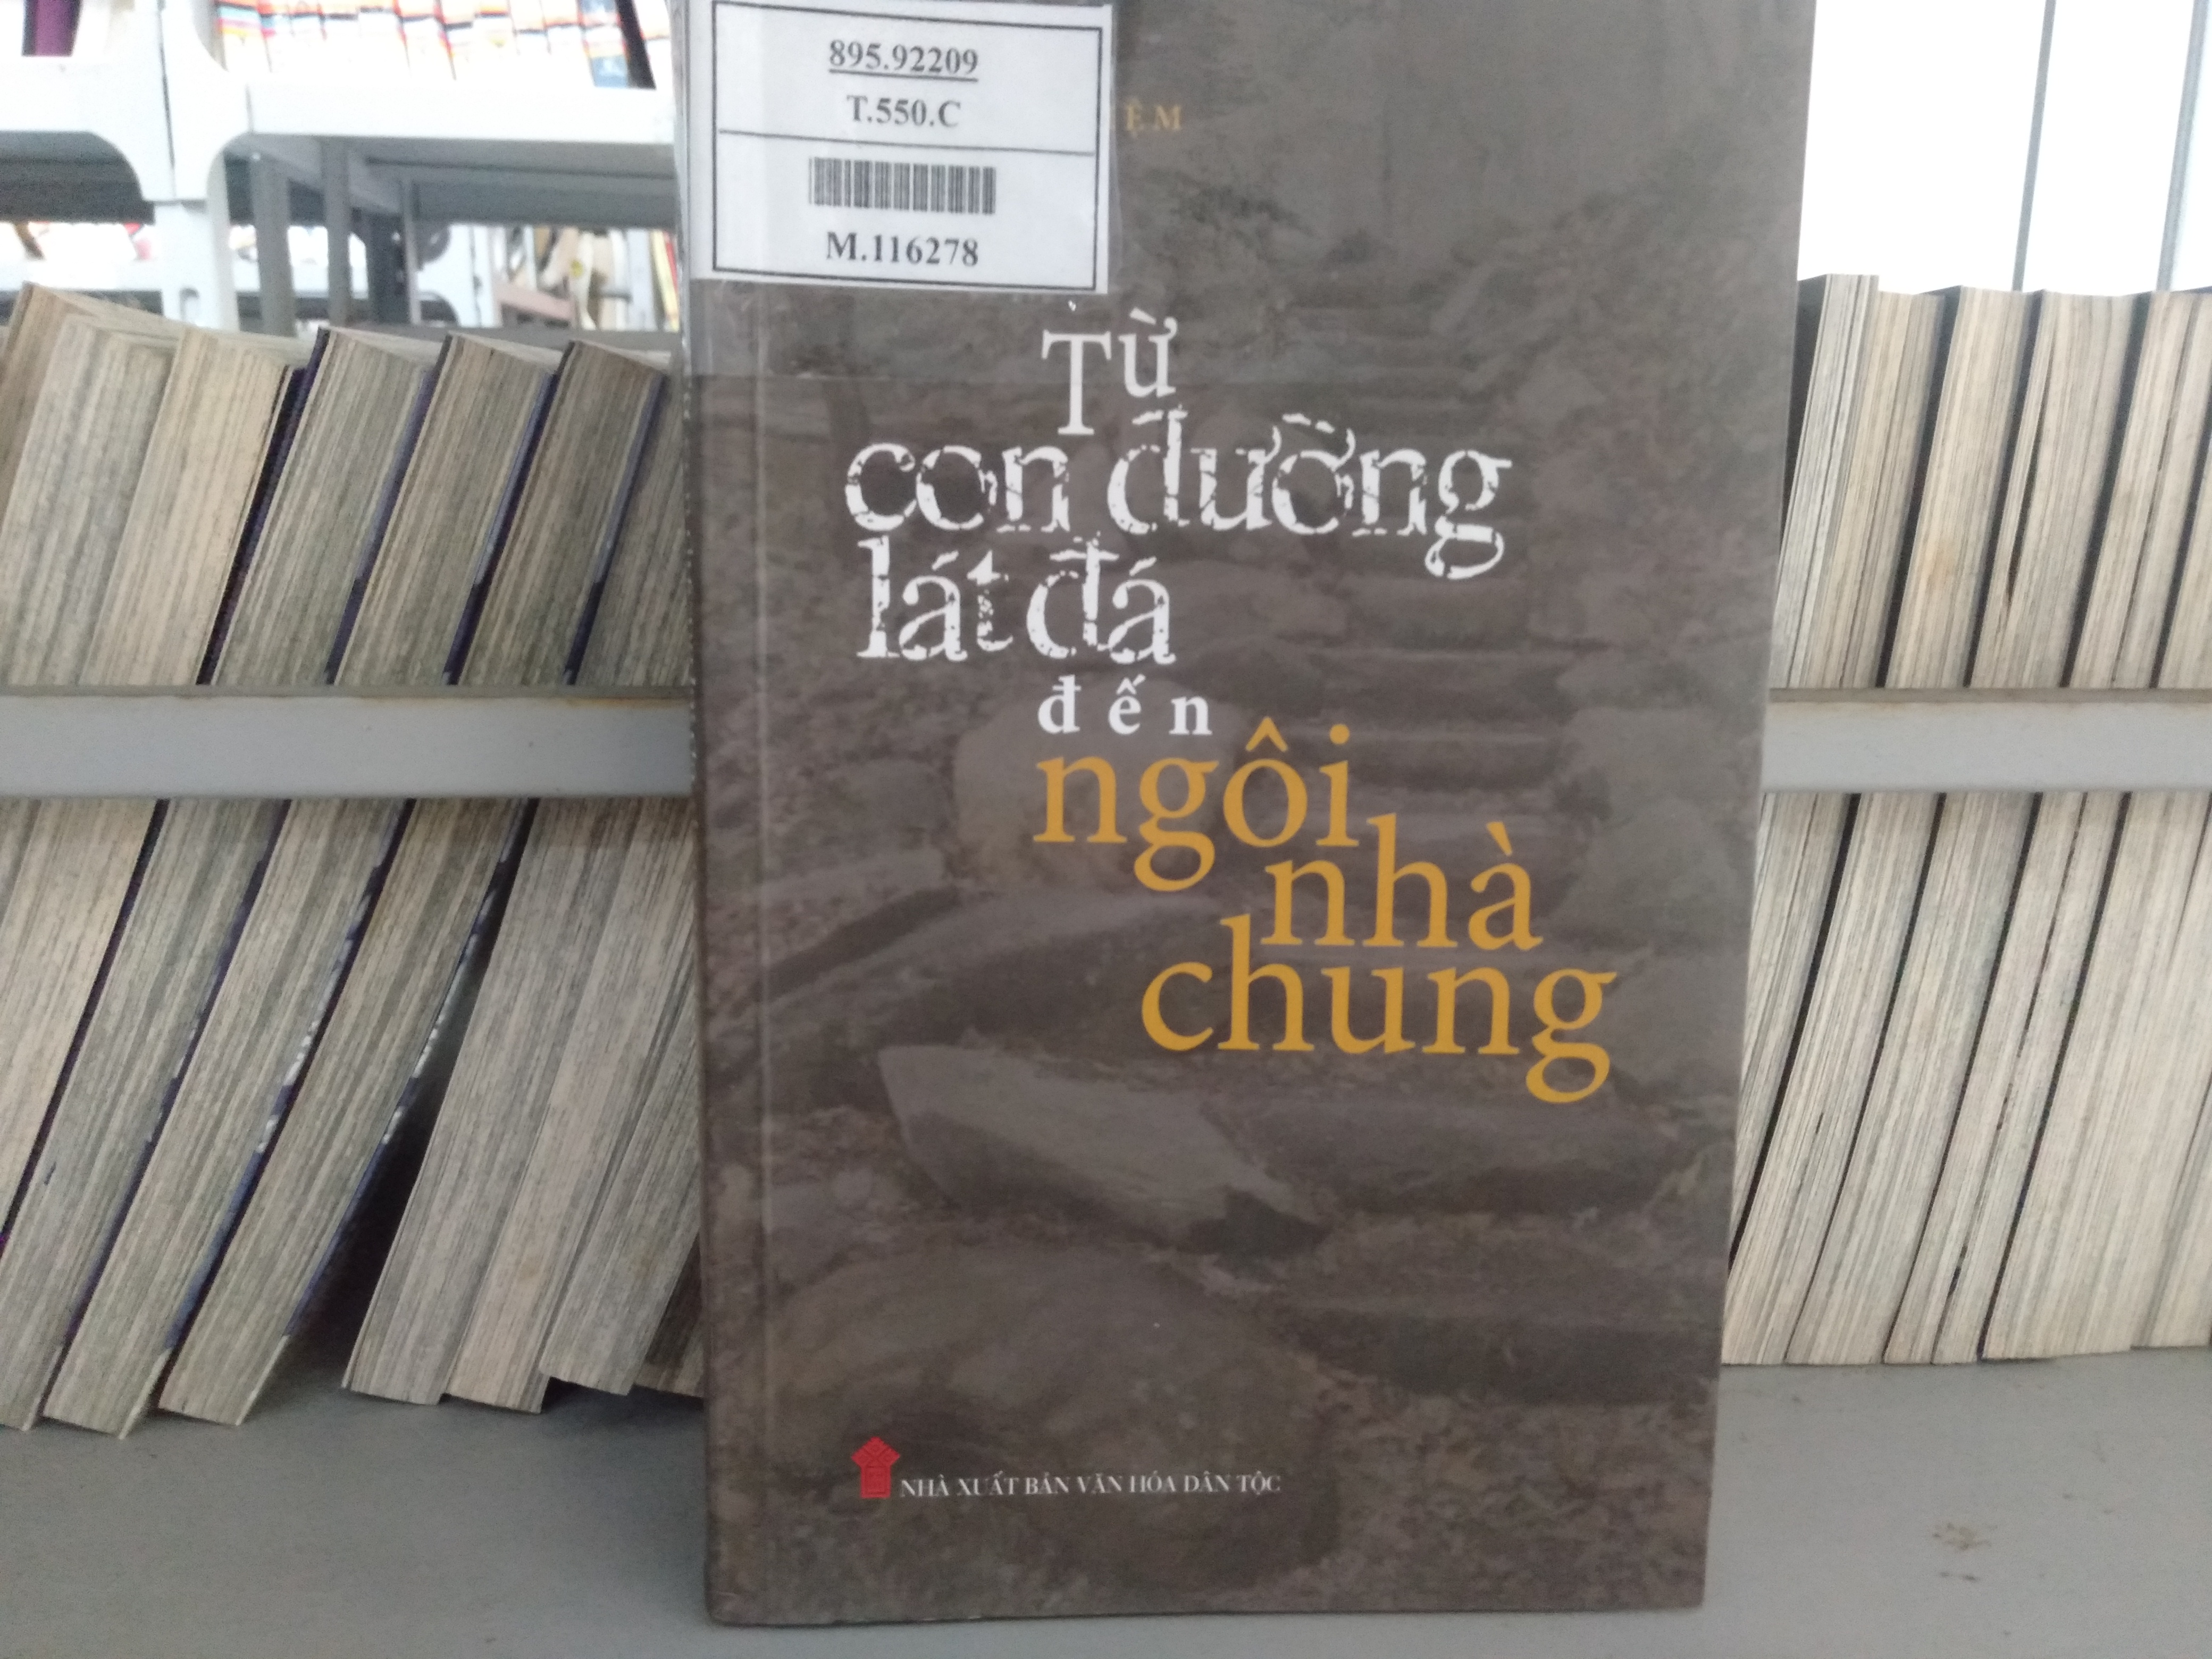 895.92209
T.550.C
M.116278
Từ
con đường
lát đá
đến
ngôi
nhà
chung
NHÀ XUẤT BẢN VĂN HÓA DÂN TỘC